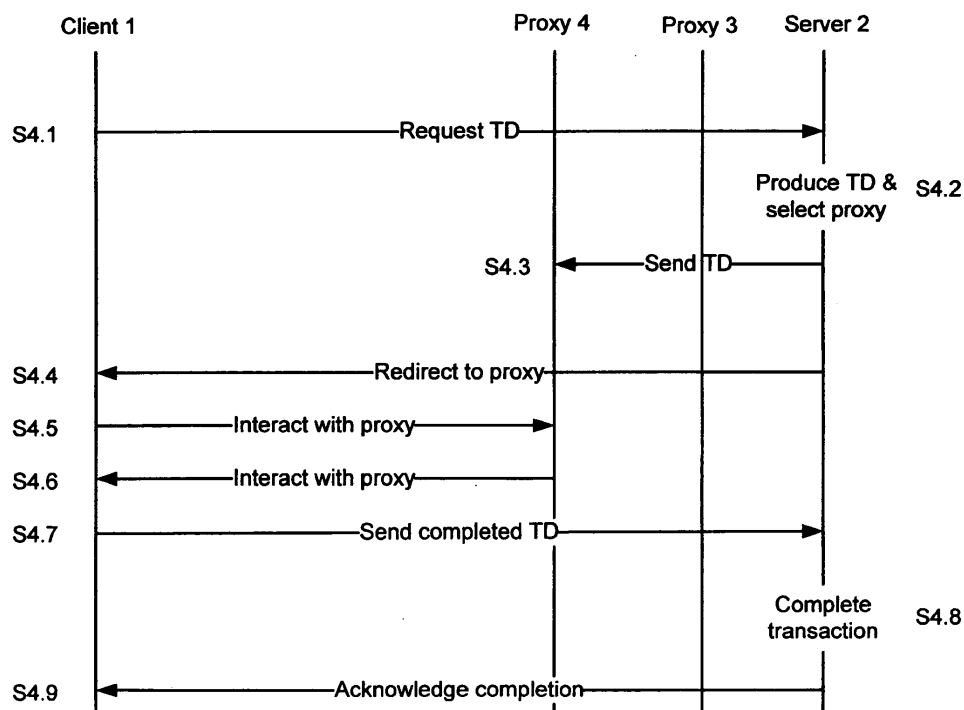 Client 1
Proxy 4
Proxy 3
Server 2
S4.1
Request TD
Produce TD &
select proxy
S4.2
S4.3
Send TD
S4.4
Redirect to proxy
S4.5
Interact with proxy
S4.6
Interact with proxy
S4.7
Send completed TD
Complete
transaction
S4.8
S4.9
Acknowledge completion